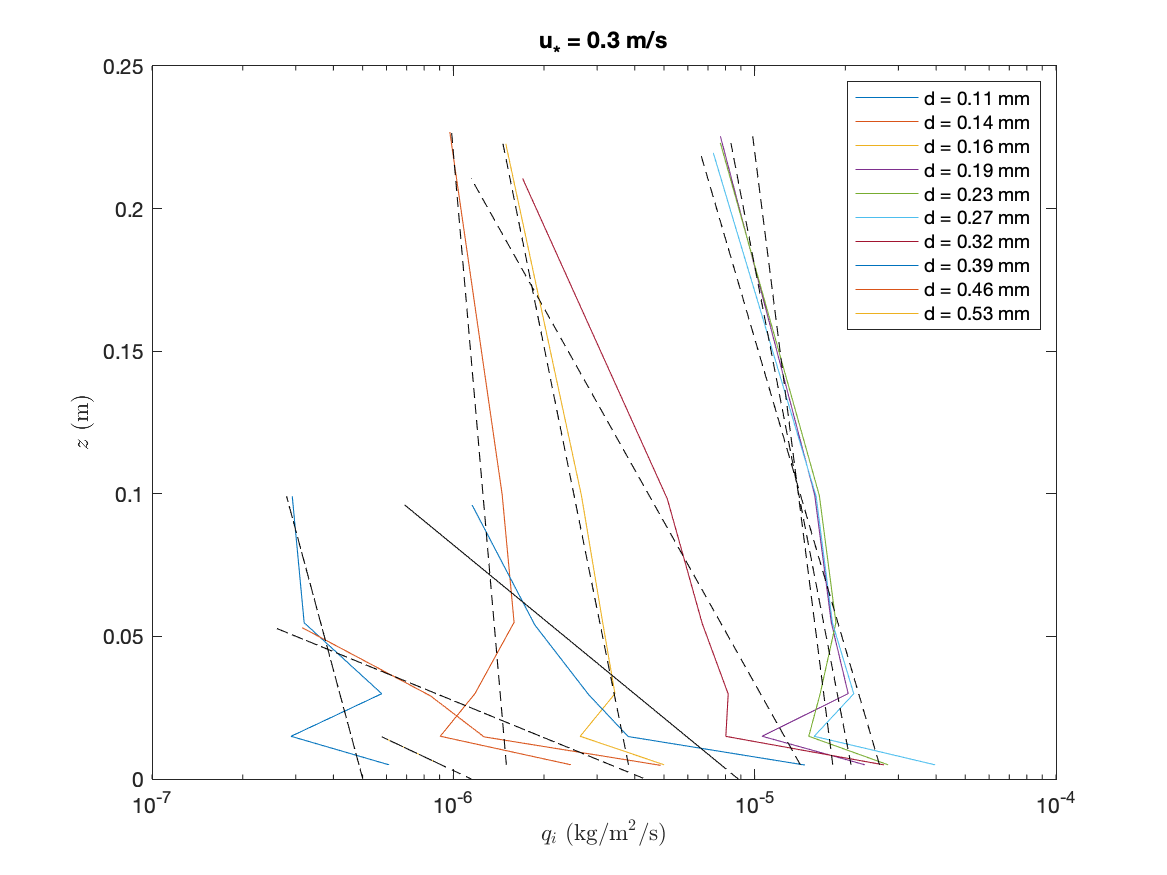 u* = 0.3 m/s
0.25
0.2
0.15
0.1
0.05
0
z (m)
10-7
10-6
10-5
10-4
qi (kg/m2/s)
d = 0.11 mm
d = 0.14 mm
d = 0.16 mm
d = 0.19 mm
d = 0.23 mm
d = 0.27 mm
d = 0.32 mm
d = 0.39 mm
d = 0.46 mm
d = 0.53 mm